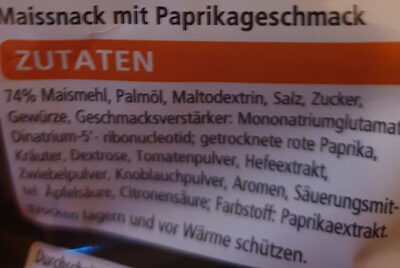 Maissnack mit Paprikageschmack
ZUTATEN
74% Maismehl, Palmöl, Maltodextrin, Salz, Zucker,
Gewürze, Geschmacksverstärker: Mononatriumglutamat
Dinatrium-5'- ribonucleotid; getrocknete rote Paprika,
Kräuter, Dextrose, Tomatenpulver, Hefeextrakt,
Zwiebelpulver, Knoblauchpulver, Aromen, Säuerungsmit-
tel: Äpfelsäure, Citronensäure; Farbstoff: Paprikaextrakt.
Trocken lagern und vor Wärme schützen.